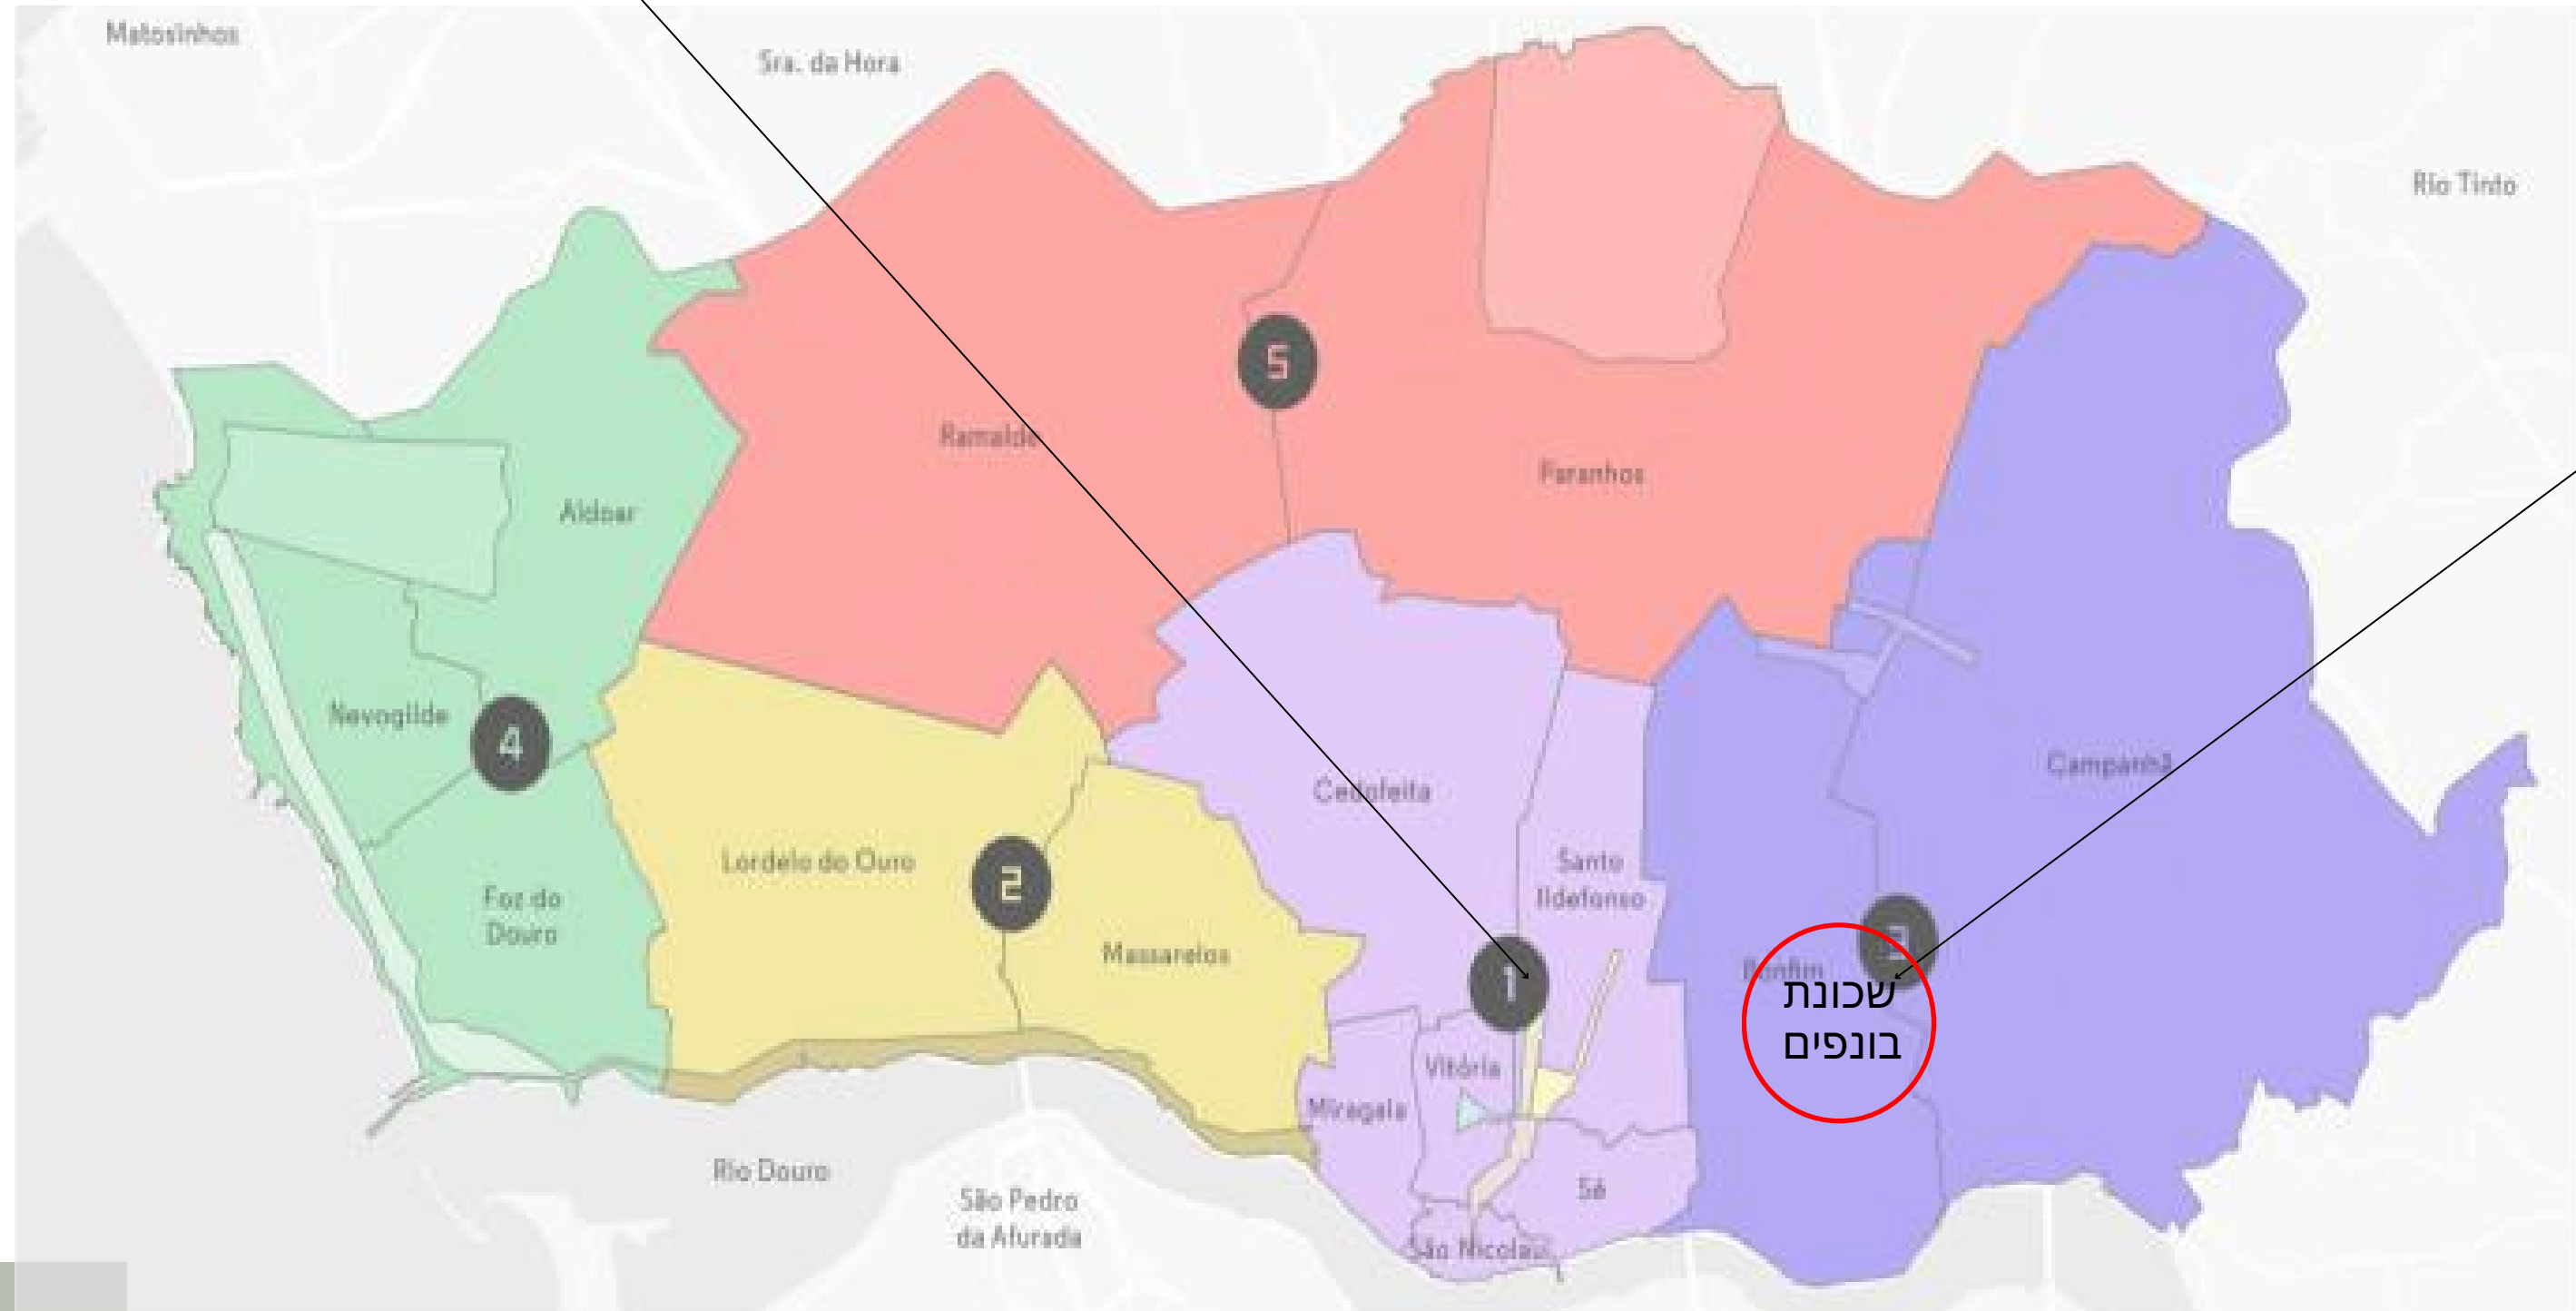 Matosinhos
Sra. da Hora
Rio Tinto
5
Ramalde
Paranhos
Aldoar
Nevogilde
4
Campanhã
Cedofeita
Lordelo do Ouro
2
Santo
Ildefonso
Foz do
Douro
Massarelos
3
1
Bonfim
שכונת
בונפים
Vitória
Miragaia
Rio Douro
São Pedro
da Afurada
Sé
São Nicolau